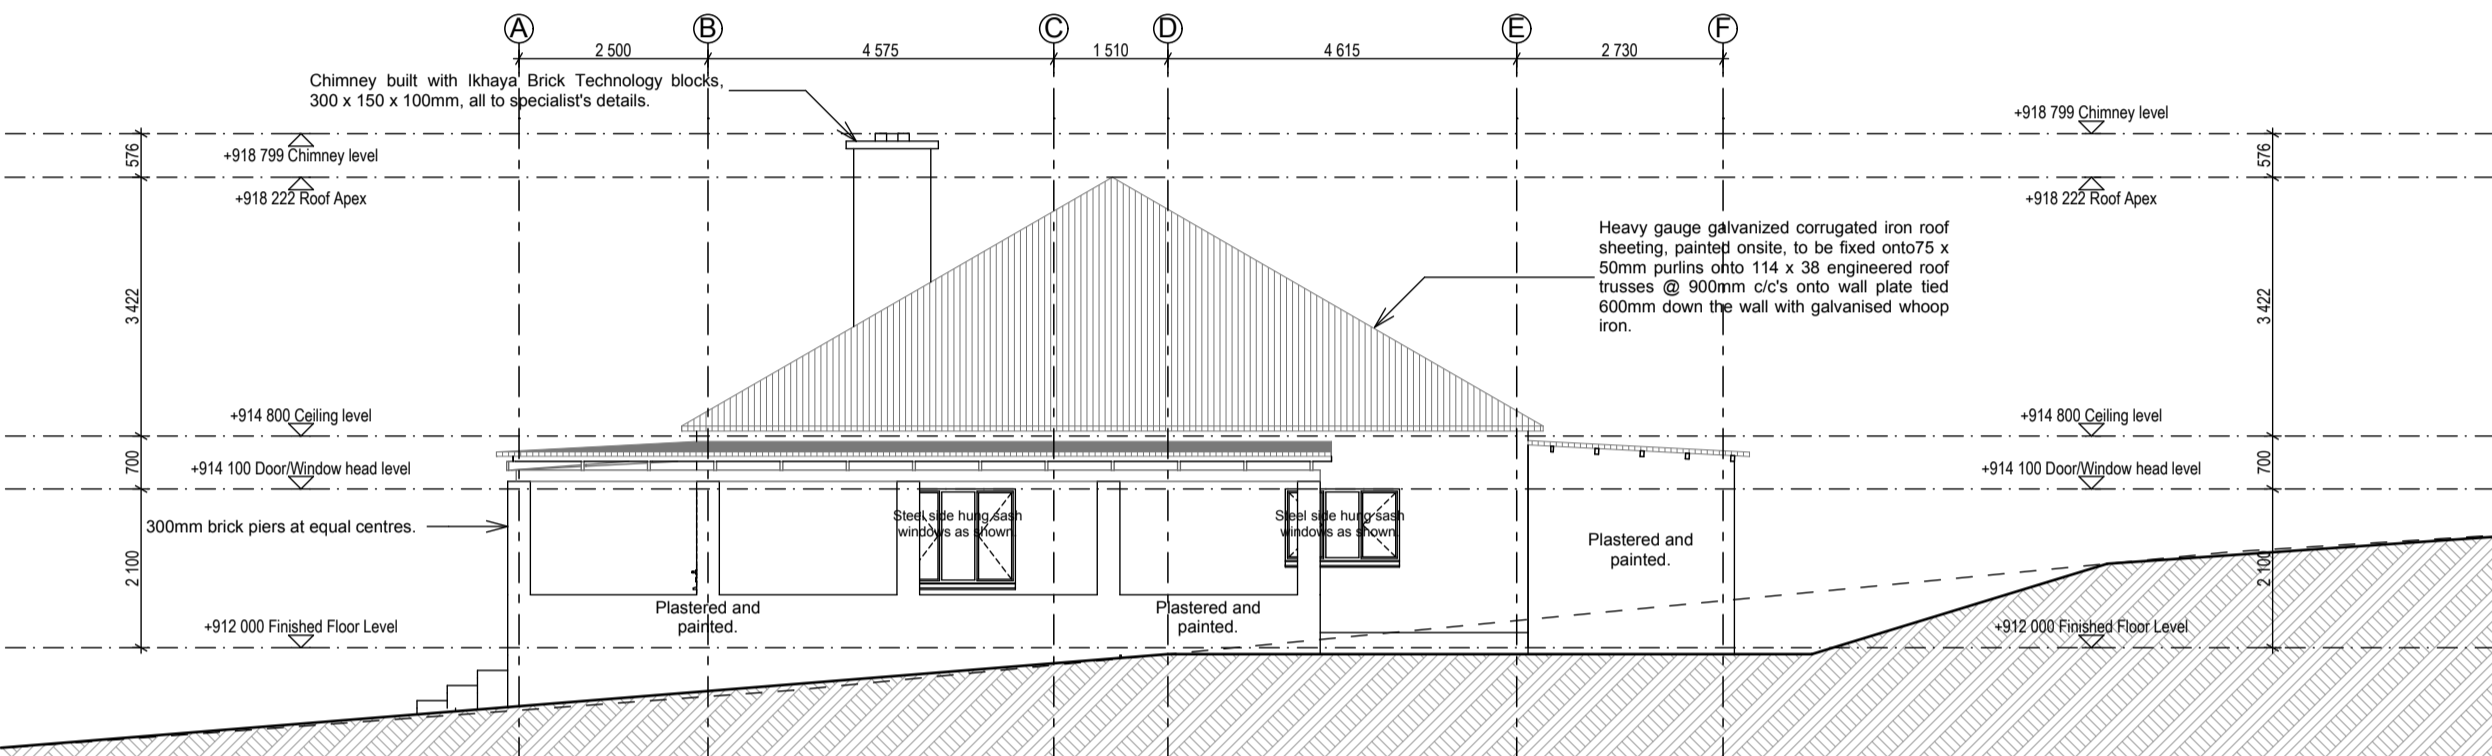 A B C D E F
2 500 4 575 1 510 4 615 2 730
Chimney built with Ikhaya Brick Technology blocks,
300 x 150 x 100mm, all to specialist's details.
+918 799 Chimney level
+918 799 Chimney level
576
576
+918 222 Roof Apex
+918 222 Roof Apex
Heavy gauge galvanized corrugated iron roof
sheeting, painted onsite, to be fixed onto75 x
50mm purlins onto 114 x 38 engineered roof
trusses @ 900mm c/c's onto wall plate tied
600mm down the wall with galvanised whoop
iron.
3 422
3 422
+914 800 Ceiling level
+914 800 Ceiling level
700
700
+914 100 Door/Window head level
+914 100 Door/Window head level
300mm brick piers at equal centres.
Steel side hung sash
windows as shown.
Steel side hung sash
windows as shown.
Plastered and
painted.
2 100
2 100
Plastered and
painted.
Plastered and
painted.
+912 000 Finished Floor Level
+912 000 Finished Floor Level